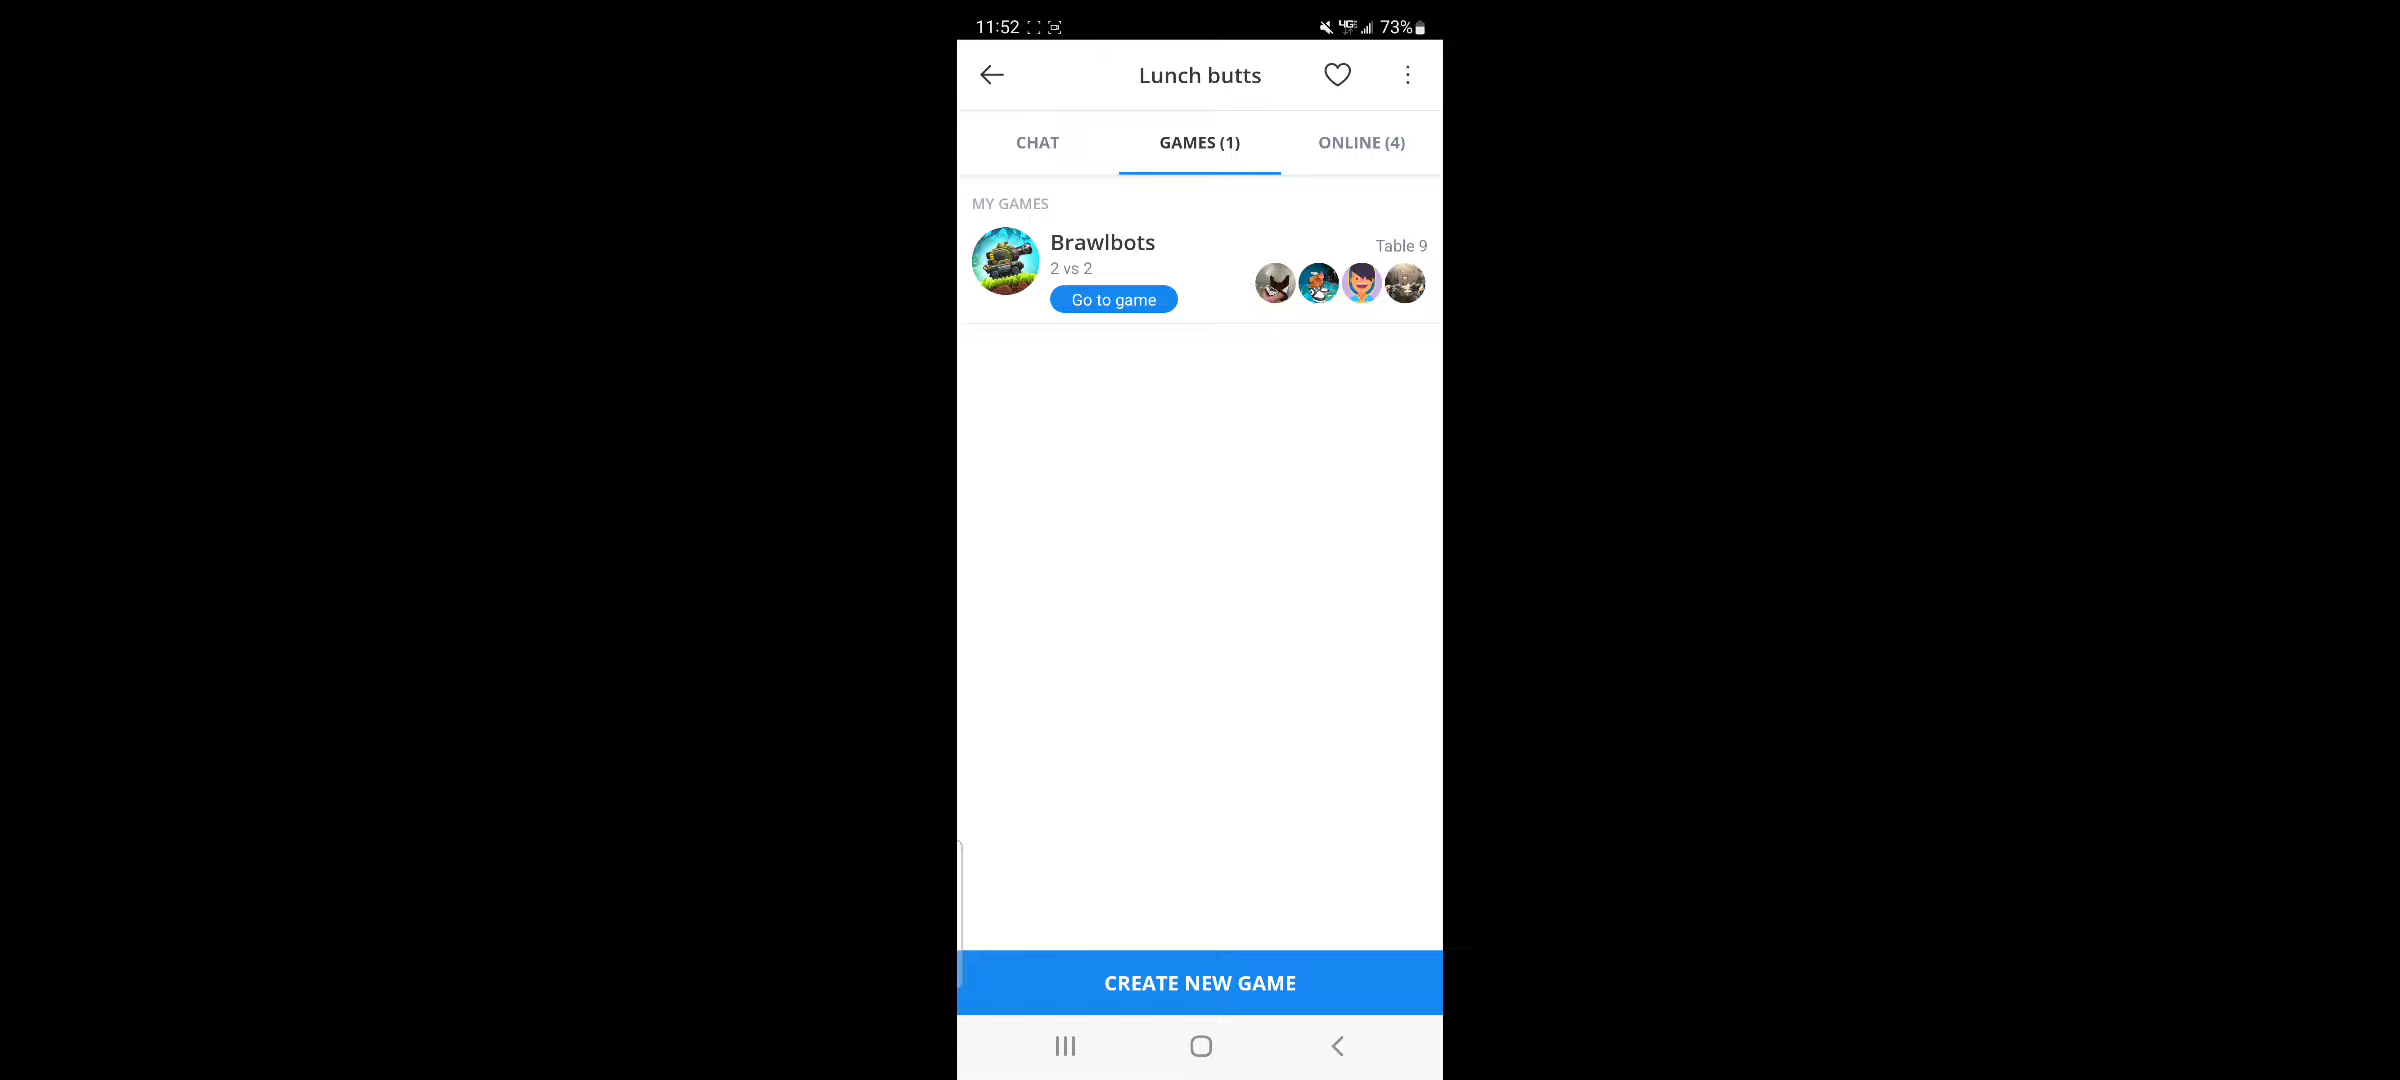 11:52
4G 73%
Lunch butts
CHAT
GAMES (1)
ONLINE (4)
MY GAMES
Brawlbots
Table 9
2 vs 2
Go to game
CREATE NEW GAME